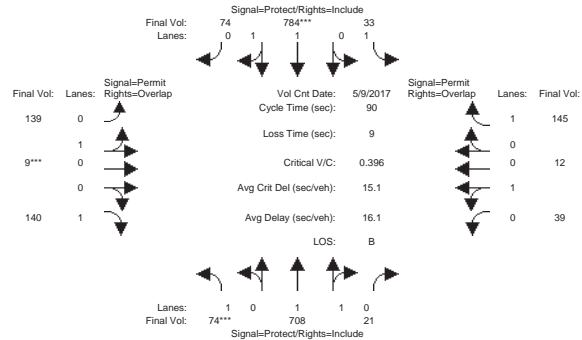 Signal=Protect/Rights=Include
Final Vol: 74 784*** 33
Lanes: 0 1 1 0 1
Signal=Permit Signal=Permit
Final Vol: Lanes: Rights=Overlap Vol Cnt Date: 5/9/2017 Rights=Overlap Lanes: Final Vol:
Cycle Time (sec): 90
139 0 1 145
Loss Time (sec): 9
1 0
9*** 0 Critical V/C: 0.396 0 12
0 Avg Crit Del (sec/veh): 15.1 1
140 1 Avg Delay (sec/veh): 16.1 0 39
LOS: B
Lanes: 1 0 1 1 0
Final Vol: 74*** 708 21
Signal=Protect/Rights=Include